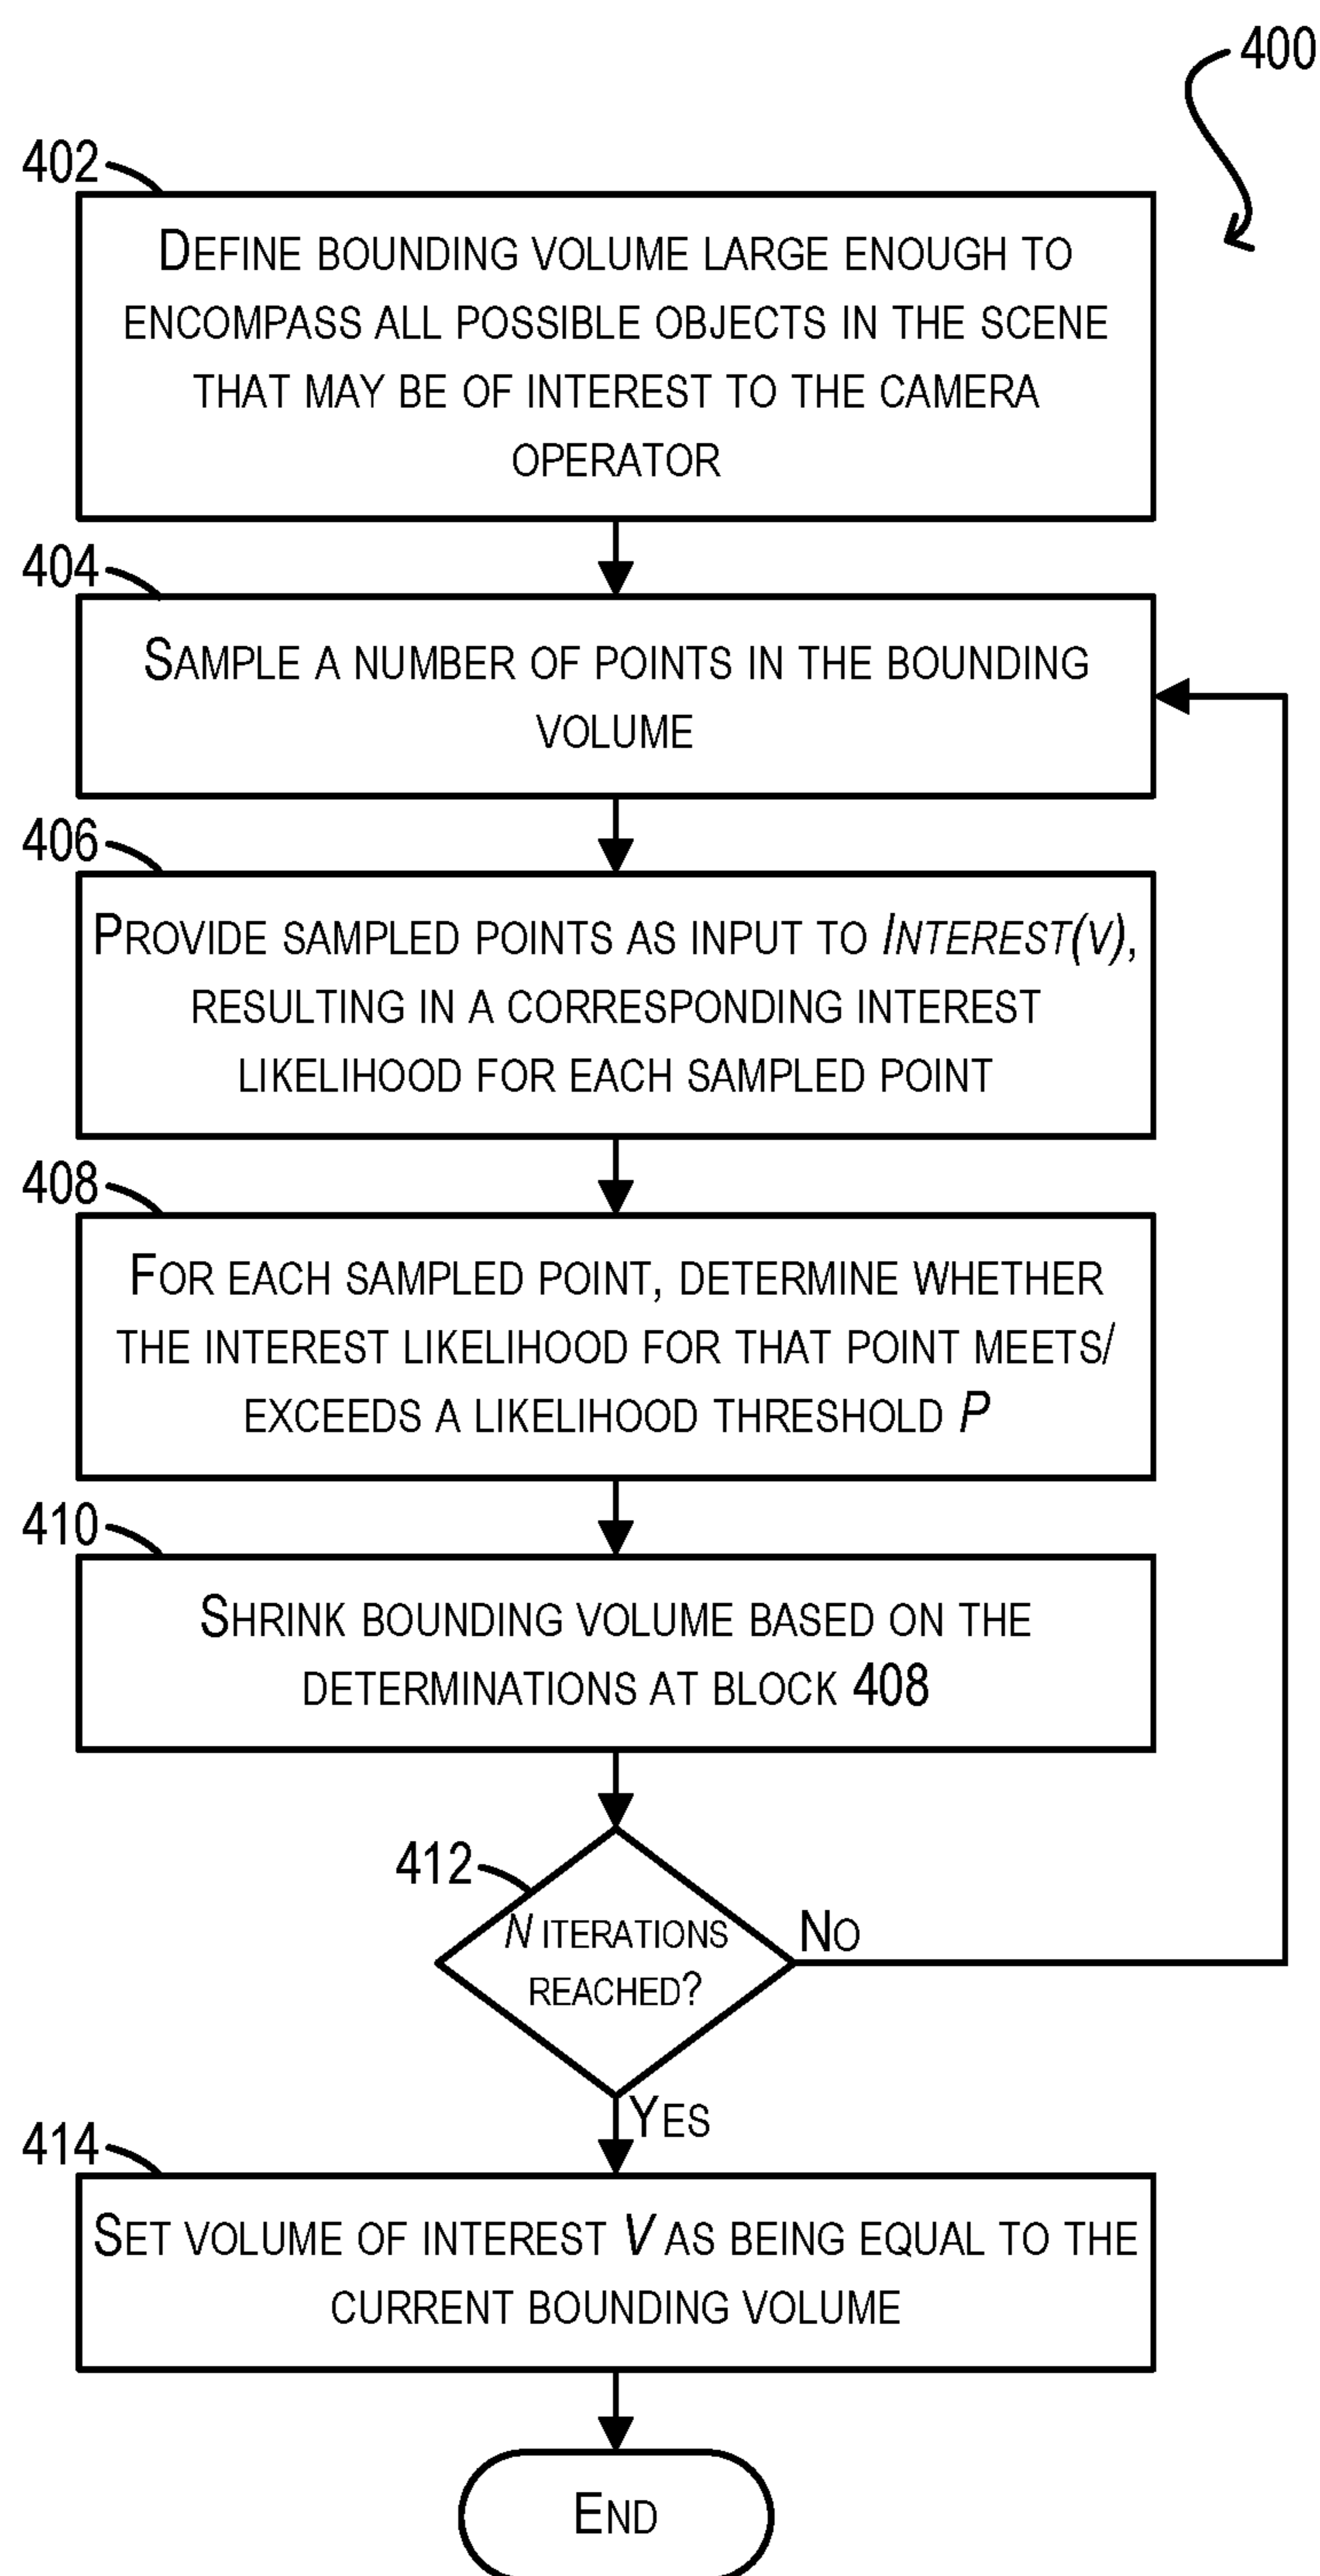 400
402
DEFINE BOUNDING VOLUME LARGE ENOUGH TO
ENCOMPASS ALL POSSIBLE OBJECTS IN THE SCENE
THAT MAY BE OF INTEREST TO THE CAMERA
OPERATOR
404
SAMPLE A NUMBER OF POINTS IN THE BOUNDING
VOLUME
406
PROVIDE SAMPLED POINTS AS INPUT TO INTEREST(V),
RESULTING IN A CORRESPONDING INTEREST
LIKELIHOOD FOR EACH SAMPLED POINT
408
FOR EACH SAMPLED POINT, DETERMINE WHETHER
THE INTEREST LIKELIHOOD FOR THAT POINT MEETS/
EXCEEDS A LIKELIHOOD THRESHOLD P
410
SHRINK BOUNDING VOLUME BASED ON THE
DETERMINATIONS AT BLOCK 408
412
N ITERATIONS
REACHED?
NO
YES
414
SET VOLUME OF INTEREST V AS BEING EQUAL TO THE
CURRENT BOUNDING VOLUME
END